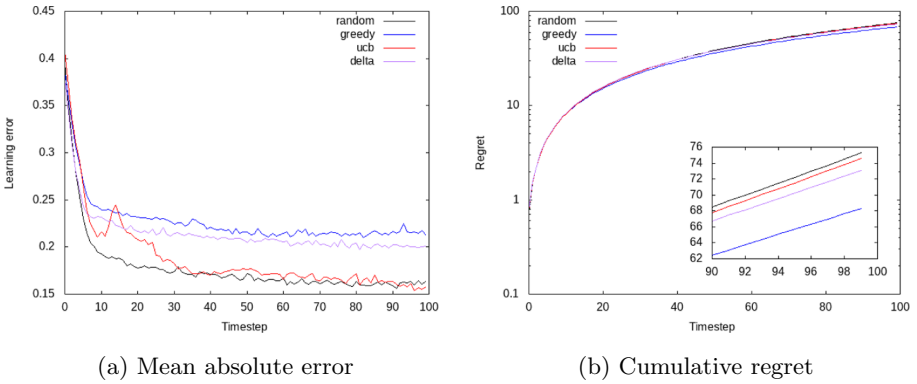 0.45
0.4
0.35
0.3
0.25
0.2
0.15
Learning error
0 10 20 30 40 50 60 70 80 90 100
Timestep
random
greedy
ucb
delta
(a) Mean absolute error
100
10
1
0.1
Regret
0 20 40 60 80 100
Timestep
random
greedy
ucb
delta
76
74
72
70
68
66
64
62
90 92 94 96 98 100
(b) Cumulative regret